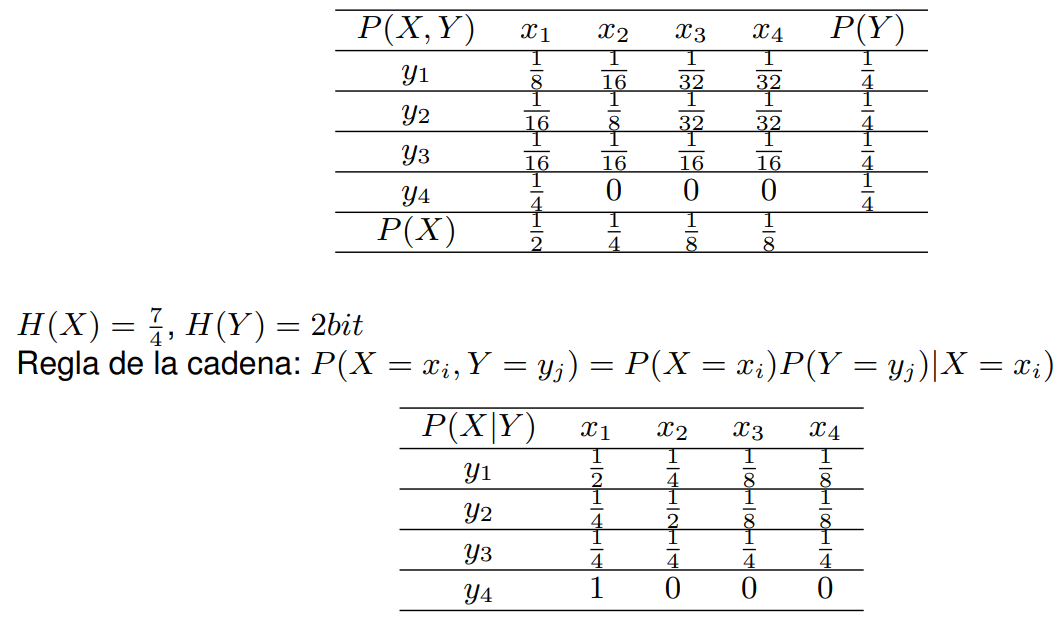 P(X, Y) x₁ x₂ x₃ x₄ P(Y)
y₁ 1/8 1/16 1/32 1/32 1/4
y₂ 1/16 1/8 1/32 1/32 1/4
y₃ 1/16 1/16 1/16 1/16 1/4
y₄ 1/4 0 0 0 1/4
P(X) 1/2 1/4 1/8 1/8
H(X) = 7/4, H(Y) = 2bit
Regla de la cadena: P(X = xᵢ, Y = yⱼ) = P(X = xᵢ)P(Y = yⱼ)|X = xᵢ)
P(X|Y) x₁ x₂ x₃ x₄
y₁ 1/2 1/4 1/8 1/8
y₂ 1/4 1/2 1/8 1/8
y₃ 1/4 1/4 1/4 1/4
y₄ 1 0 0 0